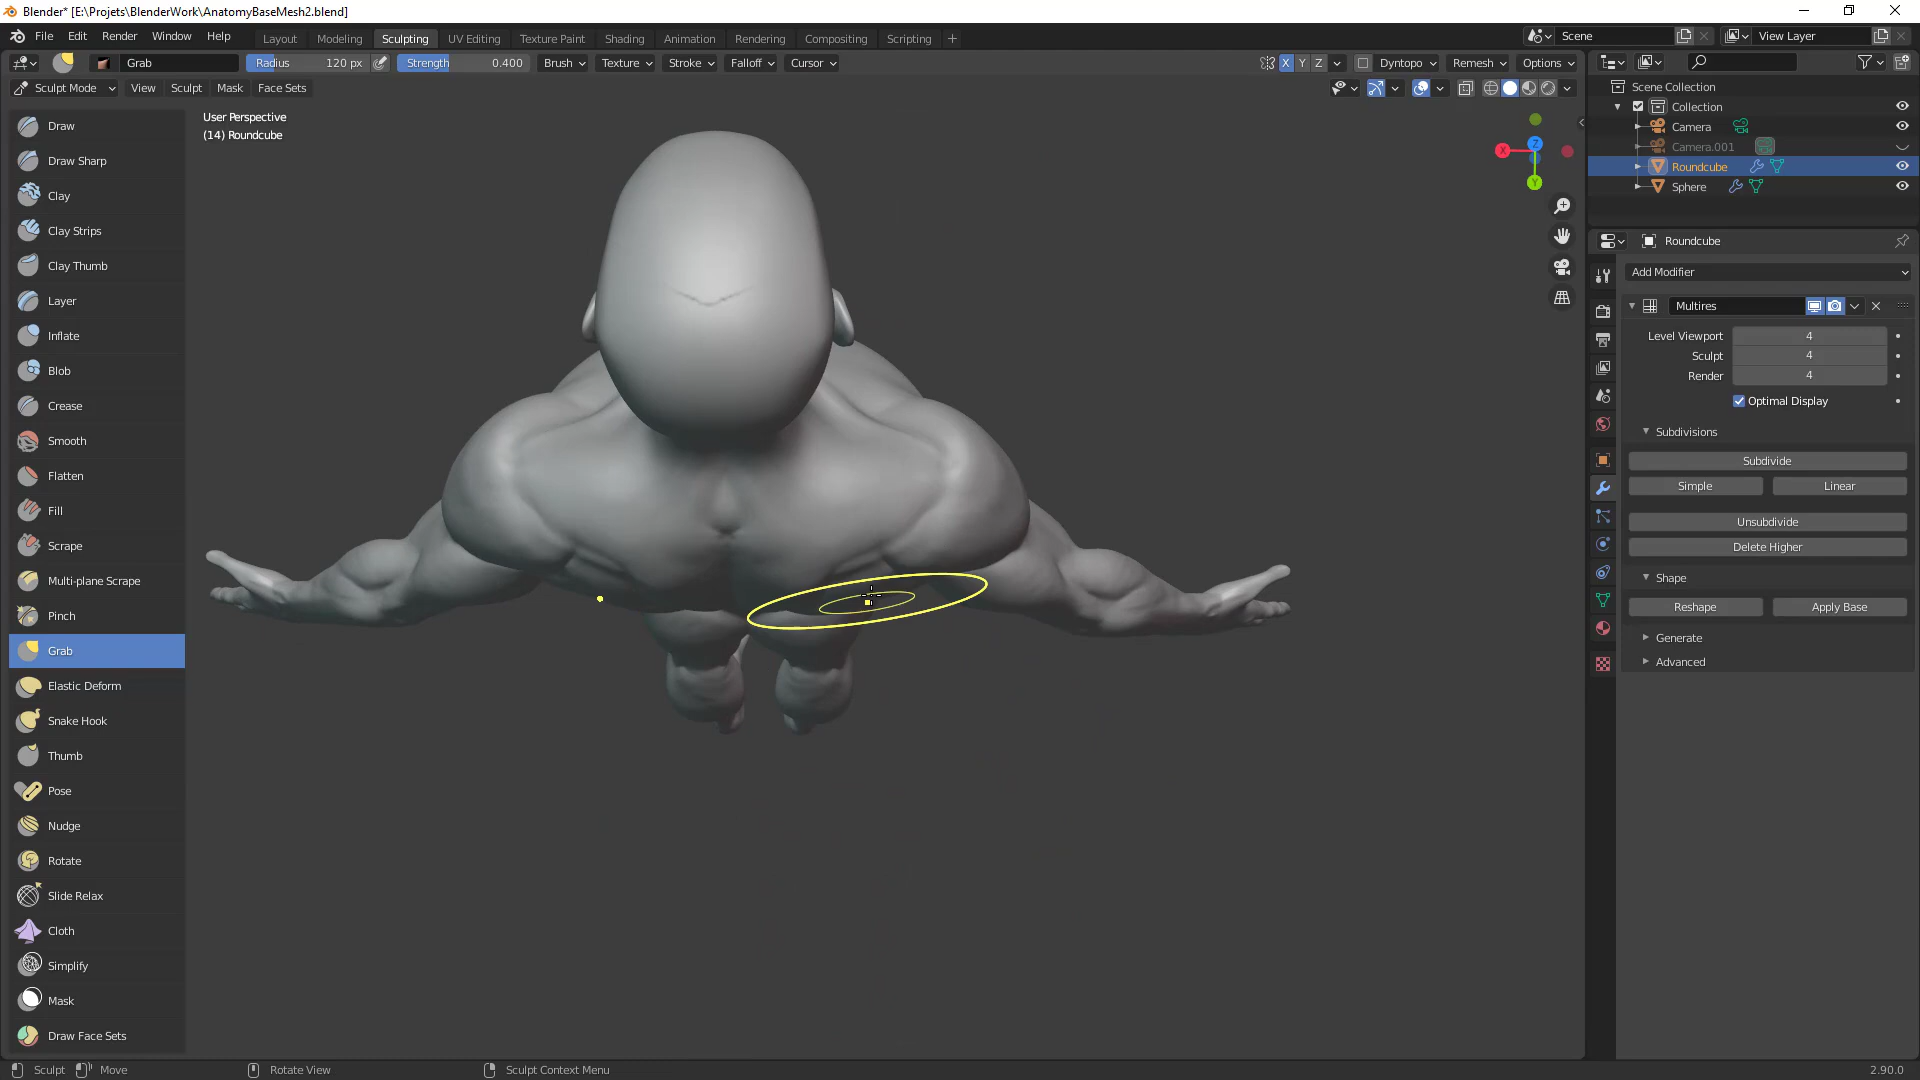 Blender* [E:\Projets\BlenderWork\AnatomyBaseMesh2.blend]
File Edit Render Window Help Layout Modeling Sculpting UV Editing Texture Paint Shading Animation Rendering Compositing Scripting + Scene View Layer
Grab Radius 120 px Strength 0.400 Brush Texture Stroke Falloff Cursor X Y Z Dyntopo Remesh Options
Sculpt Mode View Sculpt Mask Face Sets
User Perspective
(14) Roundcube
Draw
Draw Sharp
Clay
Clay Strips
Clay Thumb
Layer
Inflate
Blob
Crease
Smooth
Flatten
Fill
Scrape
Multi-plane Scrape
Pinch
Grab
Elastic Deform
Snake Hook
Thumb
Pose
Nudge
Rotate
Slide Relax
Cloth
Simplify
Mask
Draw Face Sets
Z
X
Y
Scene Collection
Collection
Camera
Camera.001
Roundcube
Sphere
Roundcube
Add Modifier
Multires
Level Viewport 4
Sculpt 4
Render 4
Optimal Display
Subdivisions
Subdivide
Simple Linear
Unsubdivide
Delete Higher
Shape
Reshape Apply Base
Generate
Advanced
Sculpt Move Rotate View Sculpt Context Menu 2.90.0